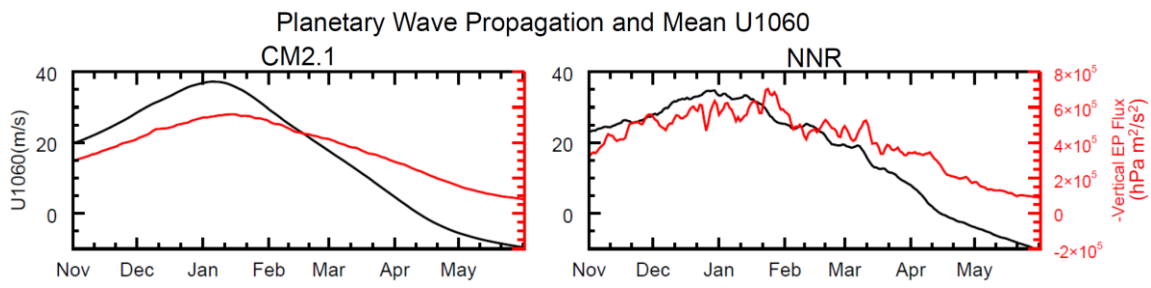 Planetary Wave Propagation and Mean U1060
CM2.1
NNR
U1060(m/s)
40
20
0
Nov Dec Jan Feb Mar Apr May
40
20
0
Nov Dec Jan Feb Mar Apr May
8×10⁵
6×10⁵
4×10⁵
2×10⁵
0
-2×10⁵
-Vertical EP Flux
(hPa m²/s²)